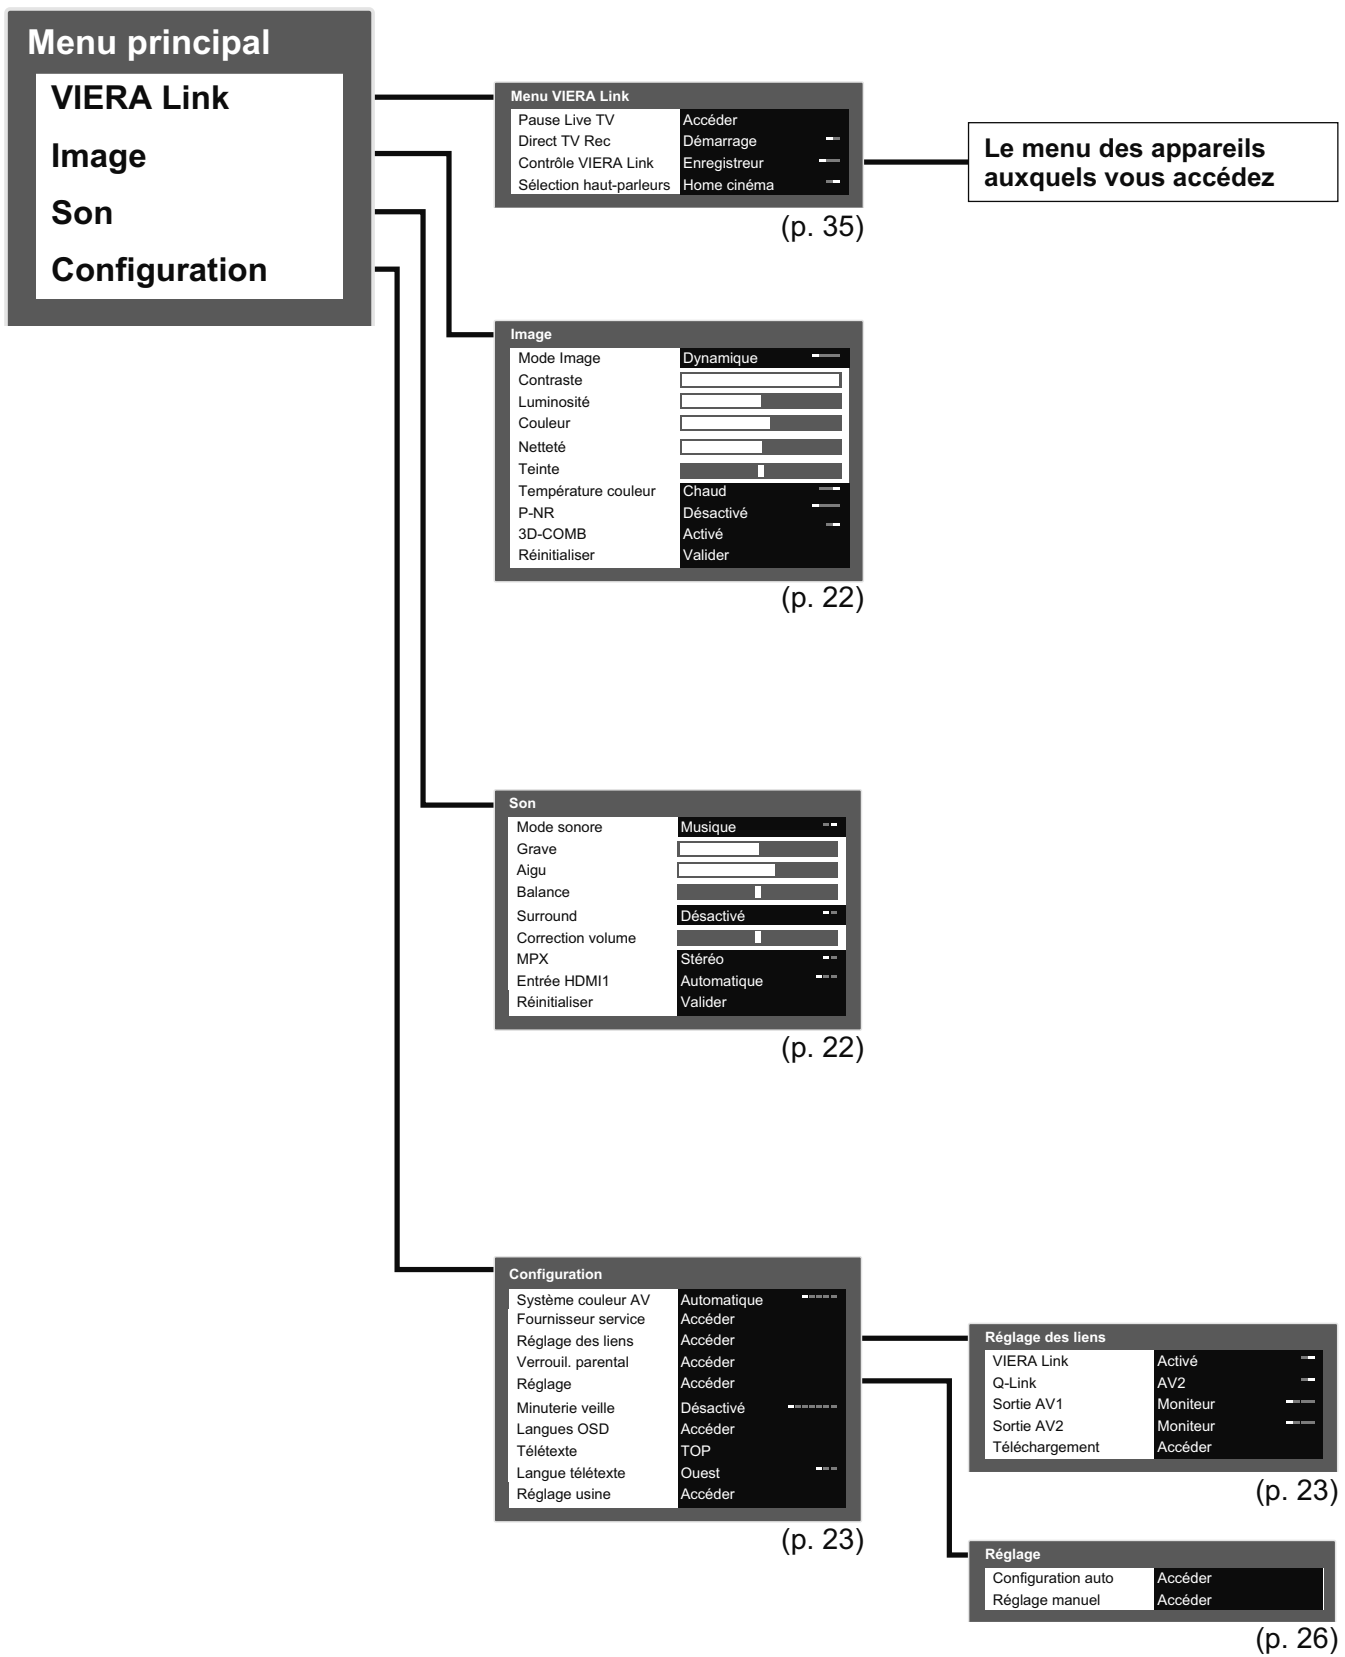 Menu principal
VIERA Link
Image
Son
Configuration
Menu VIERA Link
Pause Live TV Accéder
Direct TV Rec Démarrage
Contrôle VIERA Link Enregistreur
Sélection haut-parleurs Home cinéma
(p. 35)
Le menu des appareils
auxquels vous accédez
Image
Mode Image Dynamique
Contraste
Luminosité
Couleur
Netteté
Teinte
Température couleur Chaud
P-NR Désactivé
3D-COMB Activé
Réinitialiser Valider
(p. 22)
Son
Mode sonore Musique
Grave
Aigu
Balance
Surround Désactivé
Correction volume
MPX Stéréo
Entrée HDMI1 Automatique
Réinitialiser Valider
(p. 22)
Configuration
Système couleur AV Automatique
Fournisseur service Accéder
Réglage des liens Accéder
Verrouil. parental Accéder
Réglage Accéder
Minuterie veille Désactivé
Langues OSD Accéder
Télétexte TOP
Langue télétexte Ouest
Réglage usine Accéder
(p. 23)
Réglage des liens
VIERA Link Activé
Q-Link AV2
Sortie AV1 Moniteur
Sortie AV2 Moniteur
Téléchargement Accéder
(p. 23)
Réglage
Configuration auto Accéder
Réglage manuel Accéder
(p. 26)